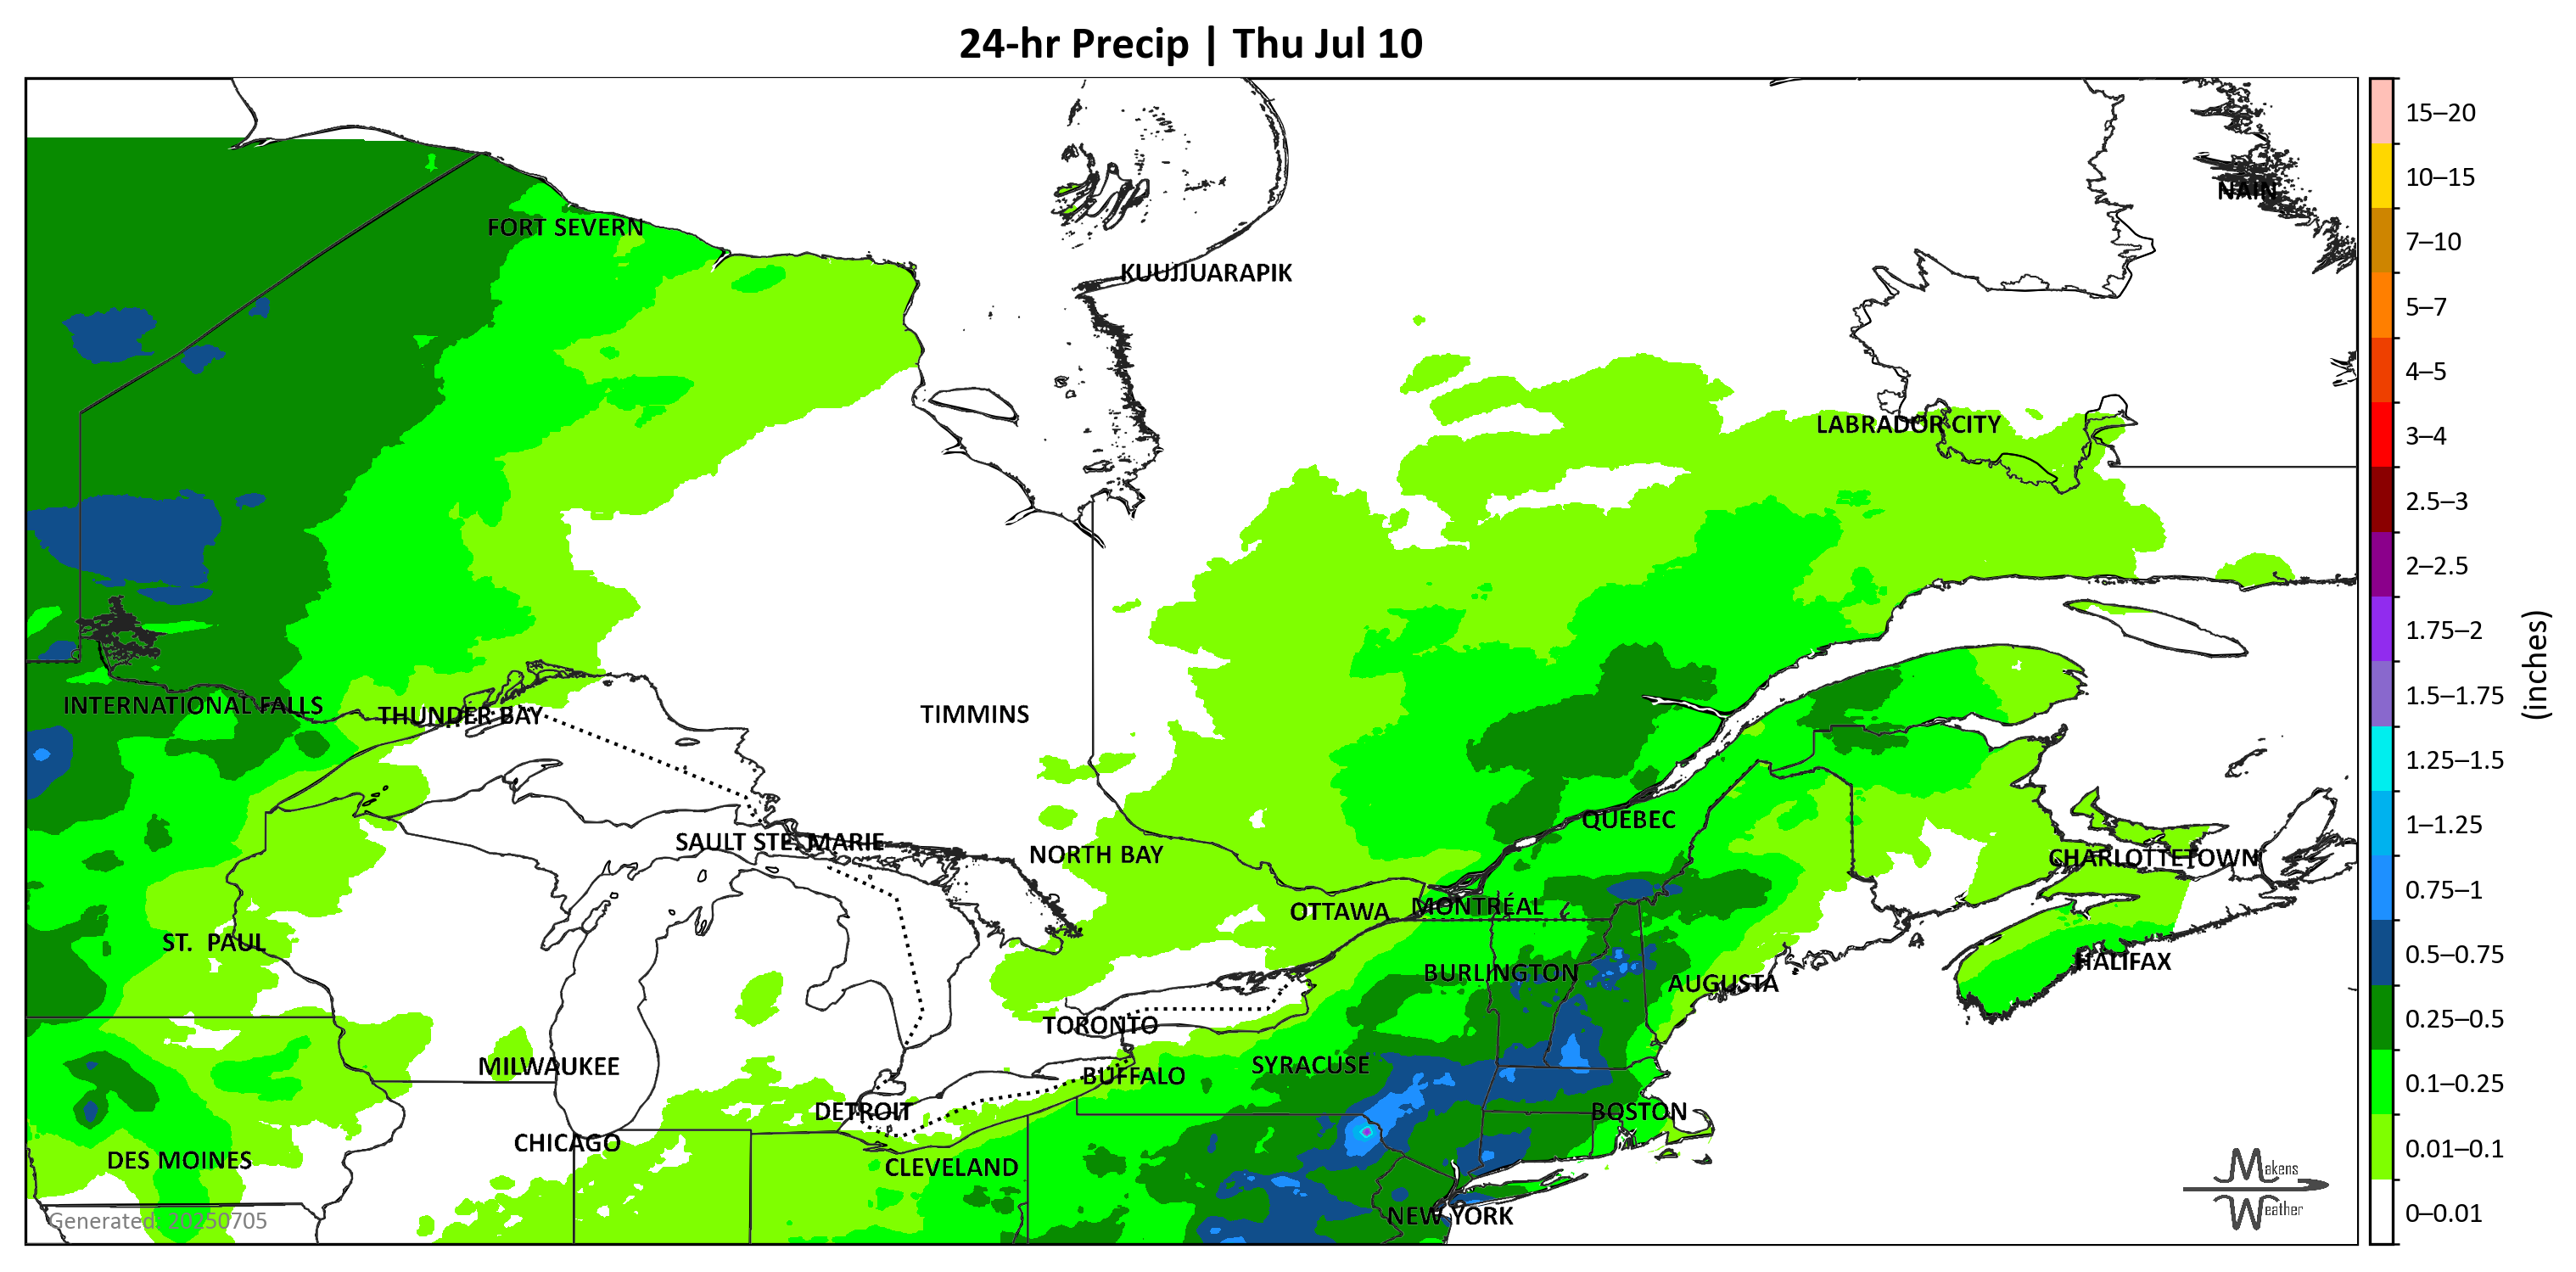 24-hr Precip | Thu Jul 10
NAIN
FORT SEVERN
KUUJJUARAPIK
LABRADOR CITY
INTERNATIONAL FALLS
THUNDER BAY
TIMMINS
QUEBEC
SAULT STE. MARIE
NORTH BAY
CHARLOTTETOWN
OTTAWA
MONTRÉAL
ST. PAUL
HALIFAX
BURLINGTON
AUGUSTA
TORONTO
MILWAUKEE
SYRACUSE
BUFFALO
DETROIT
BOSTON
CHICAGO
DES MOINES
CLEVELAND
NEW YORK
Generated: 20250705
Makens
Weather
15–20
10–15
7–10
5–7
4–5
3–4
2.5–3
2–2.5
1.75–2
1.5–1.75
1.25–1.5
1–1.25
0.75–1
0.5–0.75
0.25–0.5
0.1–0.25
0.01–0.1
0–0.01
(inches)